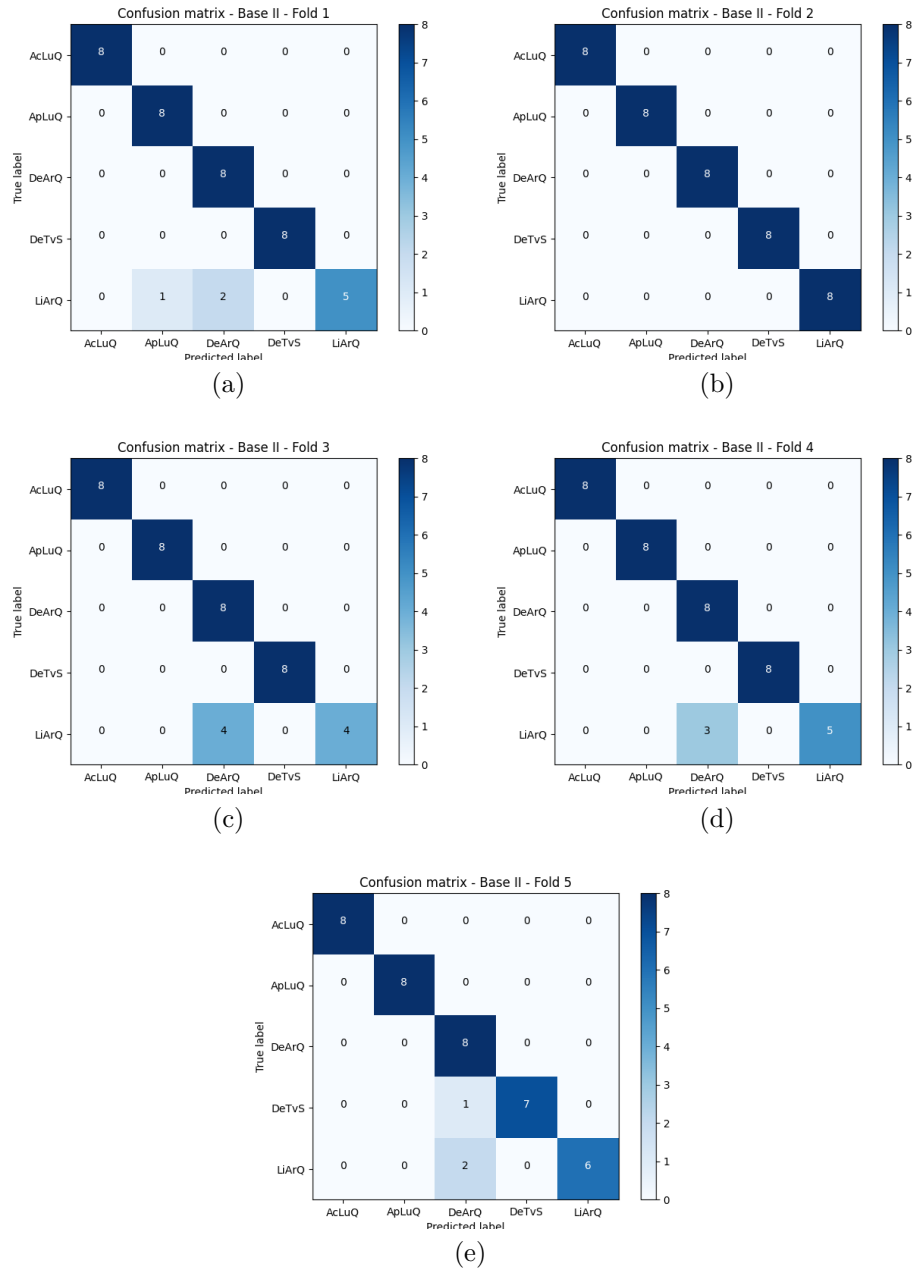 Confusion matrix - Base II - Fold 1
8
AcLuQ 8 0 0 0 0
7
ApLuQ 0 8 0 0 0
6
5
DeArQ 0 0 8 0 0
4
True label
3
DeTvS 0 0 0 8 0
2
LiArQ 0 1 2 0 5
1
0
AcLuQ ApLuQ DeArQ DeTvS LiArQ
Predicted label
(a)
Confusion matrix - Base II - Fold 2
8
AcLuQ 8 0 0 0 0
7
ApLuQ 0 8 0 0 0
6
5
DeArQ 0 0 8 0 0
4
True label
3
DeTvS 0 0 0 8 0
2
LiArQ 0 0 0 0 8
1
0
AcLuQ ApLuQ DeArQ DeTvS LiArQ
Predicted label
(b)
Confusion matrix - Base II - Fold 3
8
AcLuQ 8 0 0 0 0
7
ApLuQ 0 8 0 0 0
6
5
DeArQ 0 0 8 0 0
4
True label
3
DeTvS 0 0 0 8 0
2
LiArQ 0 0 4 0 4
1
0
AcLuQ ApLuQ DeArQ DeTvS LiArQ
Predicted label
(c)
Confusion matrix - Base II - Fold 4
8
AcLuQ 8 0 0 0 0
7
ApLuQ 0 8 0 0 0
6
5
DeArQ 0 0 8 0 0
4
True label
3
DeTvS 0 0 0 8 0
2
LiArQ 0 0 3 0 5
1
0
AcLuQ ApLuQ DeArQ DeTvS LiArQ
Predicted label
(d)
Confusion matrix - Base II - Fold 5
8
AcLuQ 8 0 0 0 0
7
ApLuQ 0 8 0 0 0
6
5
DeArQ 0 0 8 0 0
4
True label
3
DeTvS 0 0 1 7 0
2
LiArQ 0 0 2 0 6
1
0
AcLuQ ApLuQ DeArQ DeTvS LiArQ
Predicted label
(e)